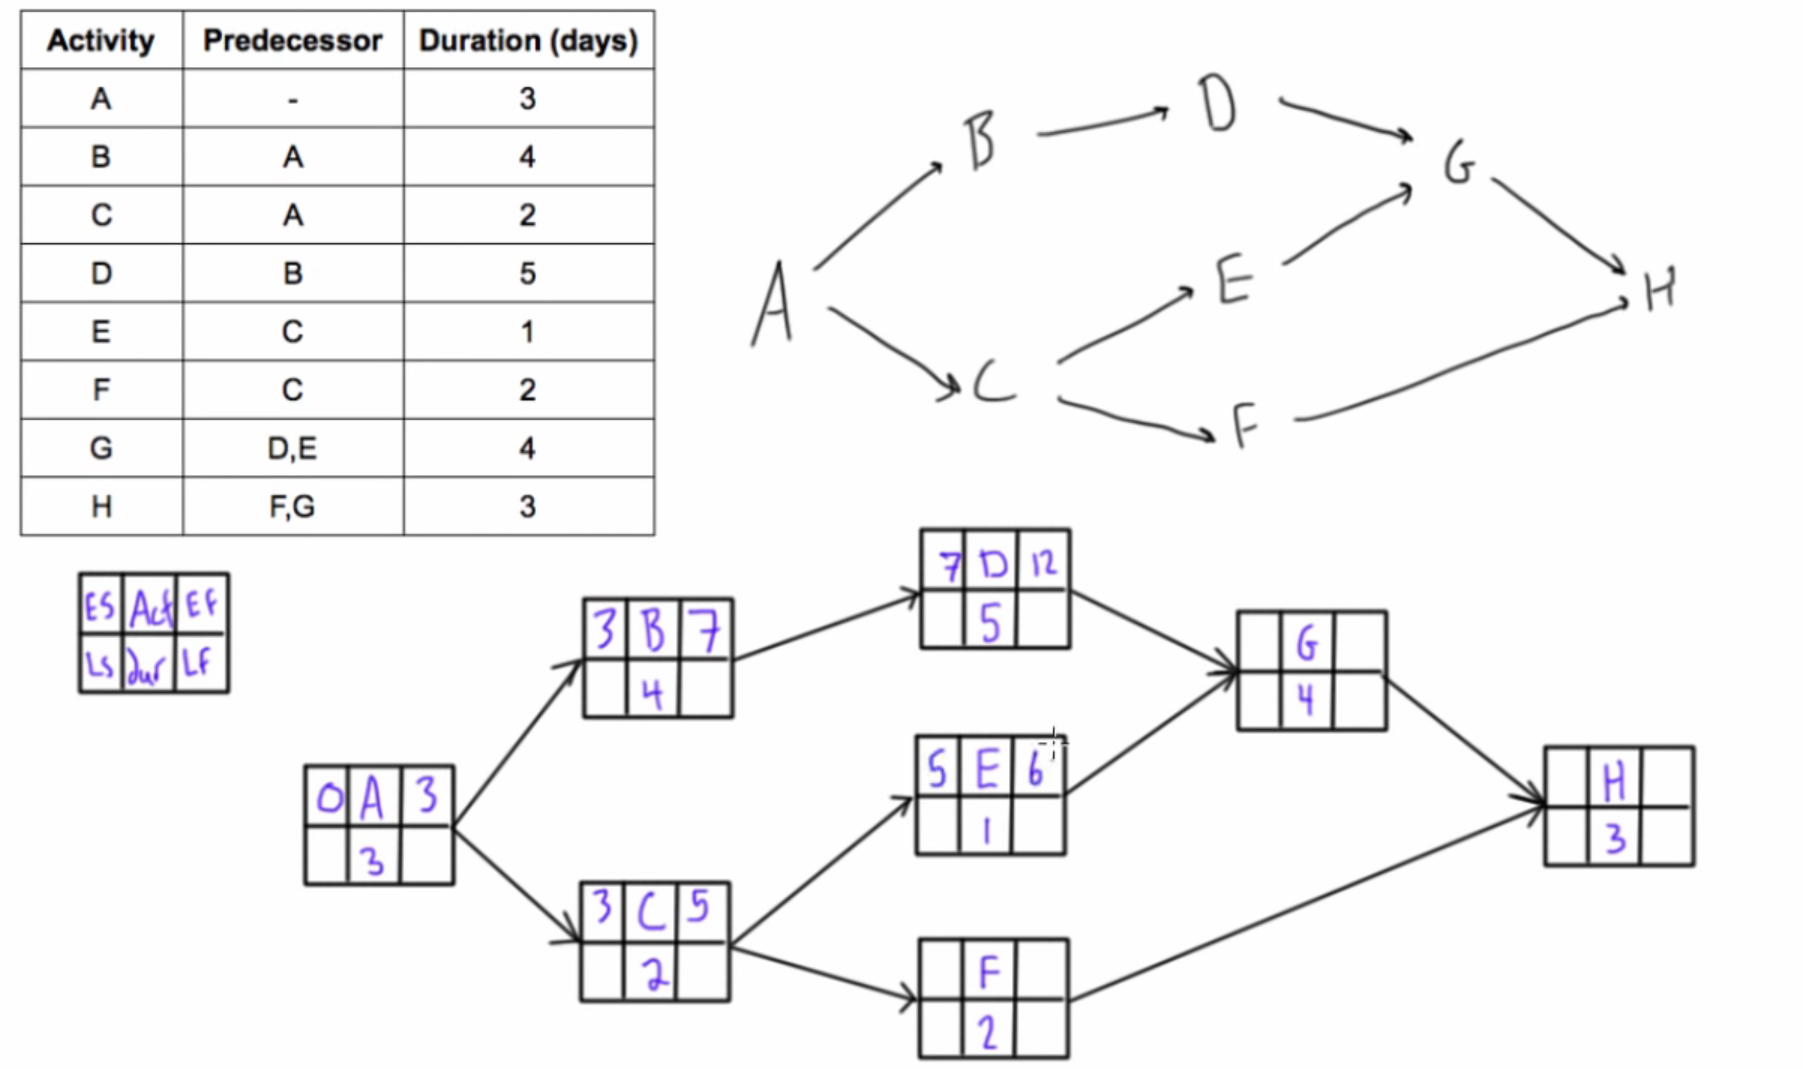 Activity Predecessor Duration (days)
A - 3
B A 4
C A 2
D B 5
E C 1
F C 2
G D,E 4
H F,G 3
B
D
G
A
E
H
C
F
ES Act EF
LS dur LF
0 A 3
3
3 B 7
4
3 C 5
2
7 D 12
5
5 E 6
1
F
2
G
4
H
3